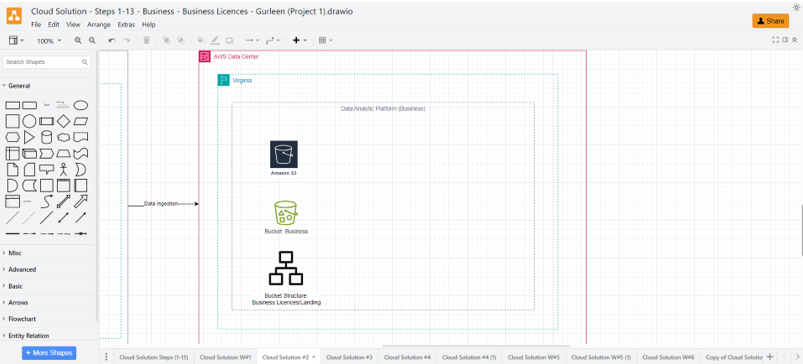 Cloud Solution - Steps 1-13 - Business - Business Licences - Gurleen (Project 1).drawio
File Edit View Arrange Extras Help
Share
100%
Search Shapes
General
Misc
Advanced
Basic
Arrows
Flowchart
Entity Relation
+ More Shapes
AWS Data Center
Virginia
Data Analytic Platform (Business)
Amazon S3
Data Ingestion
Bucket: Business
Bucket Structure:
Business Licences/Landing
Cloud Solution Steps (1-13) Cloud Solution W#1 Cloud Solution #2 Cloud Solution #3 Cloud Solution #4 Cloud Solution #4 (1) Cloud Solution W#5 Cloud Solution W#5 (1) Cloud Solution W#6 Copy of Cloud Solutio